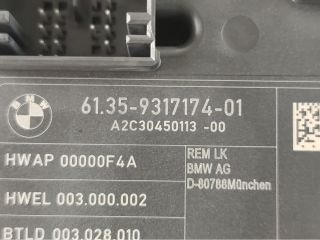 BMW
61.35-9317174-01
A2C30450113 -00
HWAP 00000F4A
REM LK
BMW AG
D-80788München
HWEL 003.000.002
BTLD 003.028.010